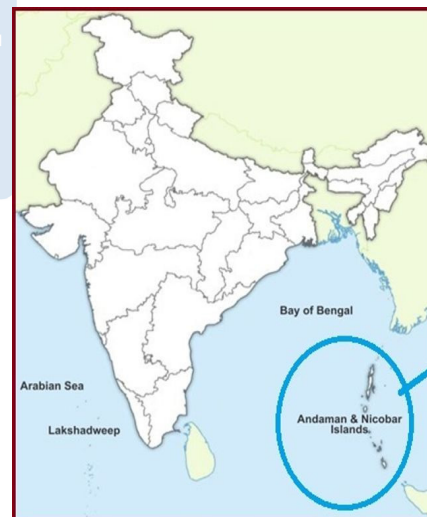 Bay of Bengal
Arabian Sea
Andaman & Nicobar
Islands
Lakshadweep